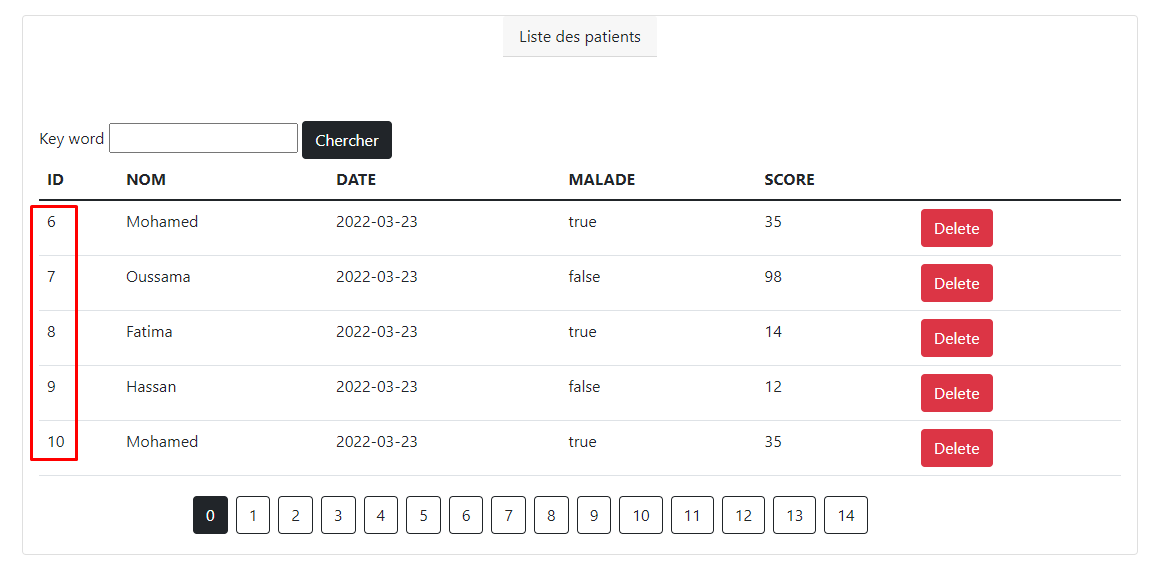 Liste des patients
Key word Chercher
ID NOM DATE MALADE SCORE
6 Mohamed 2022-03-23 true 35 Delete
7 Oussama 2022-03-23 false 98 Delete
8 Fatima 2022-03-23 true 14 Delete
9 Hassan 2022-03-23 false 12 Delete
10 Mohamed 2022-03-23 true 35 Delete
0 1 2 3 4 5 6 7 8 9 10 11 12 13 14